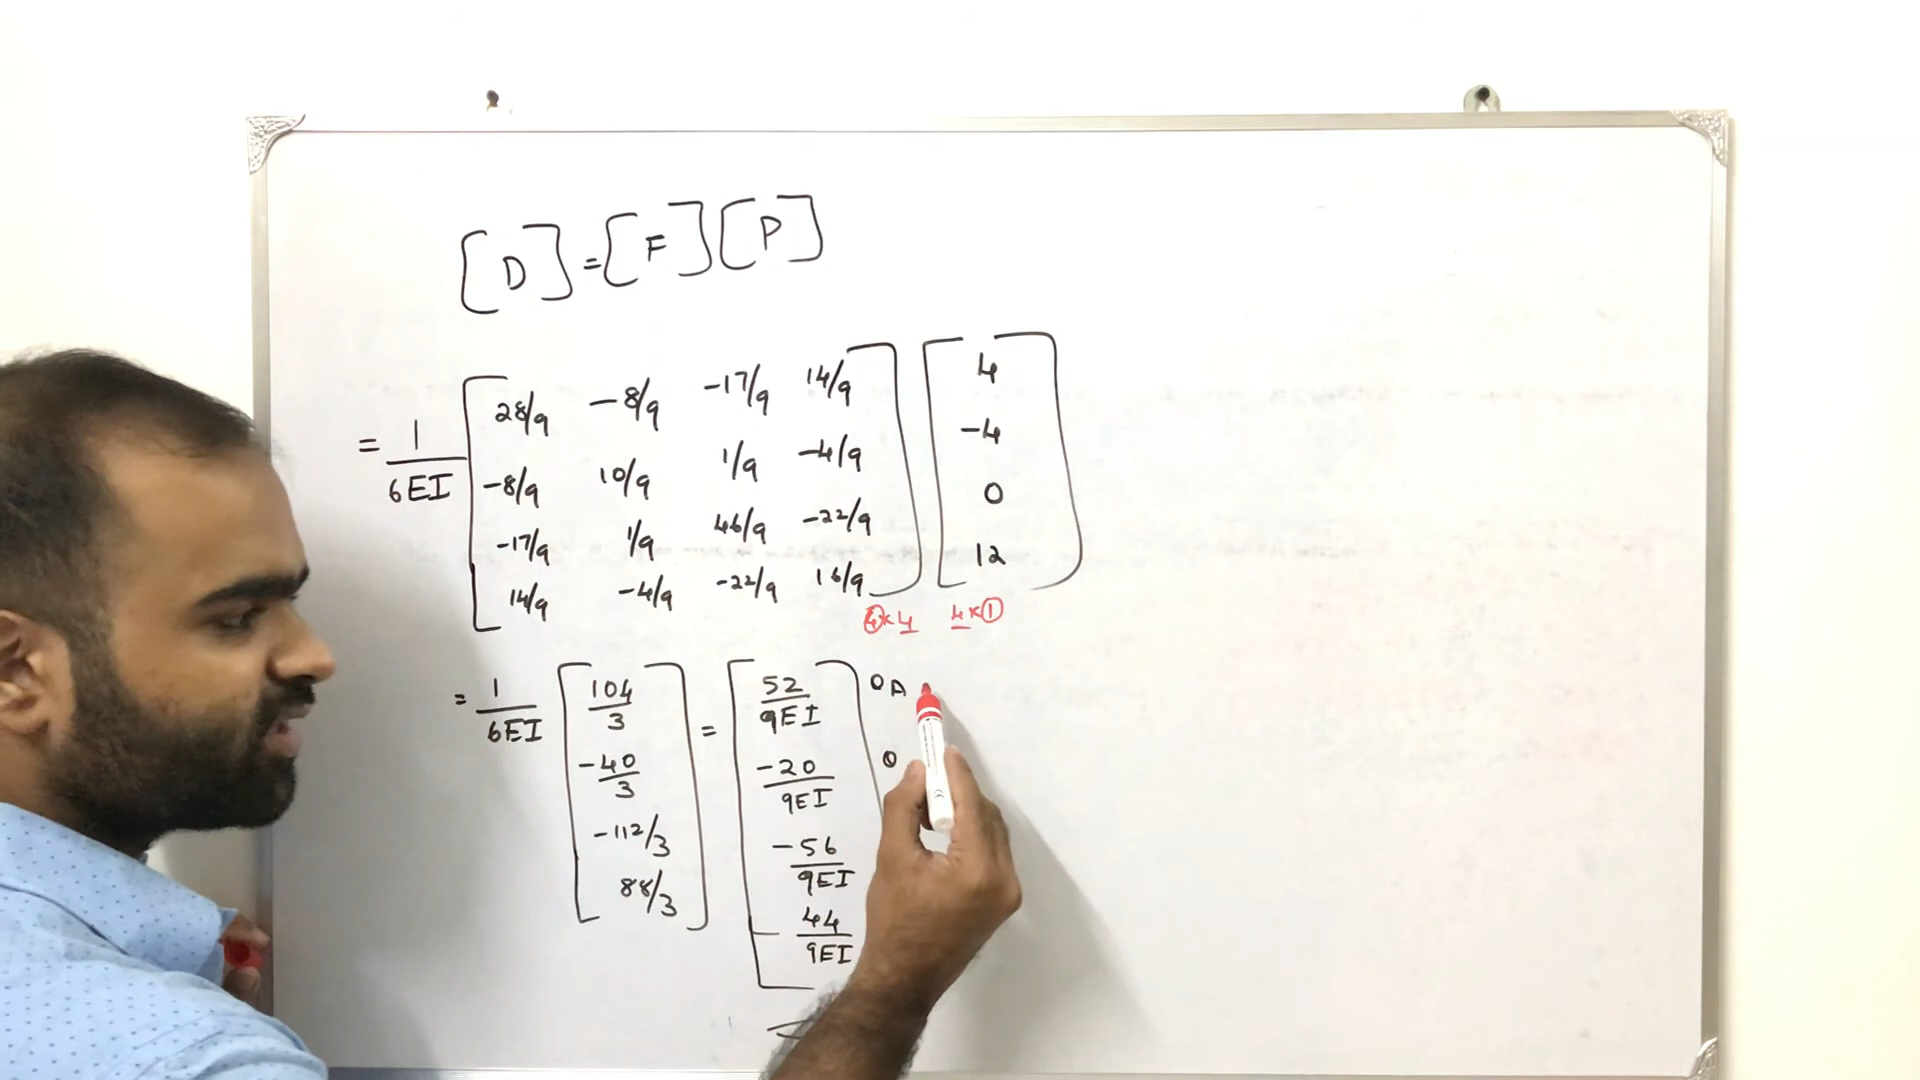 [D] = [F][P]
= 1/6EI [28/9 -8/9 -17/9 14/9] [4]
[-8/9 10/9 1/9 -4/9] [-4]
[-17/9 1/9 46/9 -22/9] [0]
[14/9 -4/9 -22/9 16/9] [12]
4×4 4×1
= 1/6EI [104/3] = [52/9EI] θA
[-40/3] [-20/9EI] θ
[-112/3] [-56/9EI]
[88/3] [44/9EI]